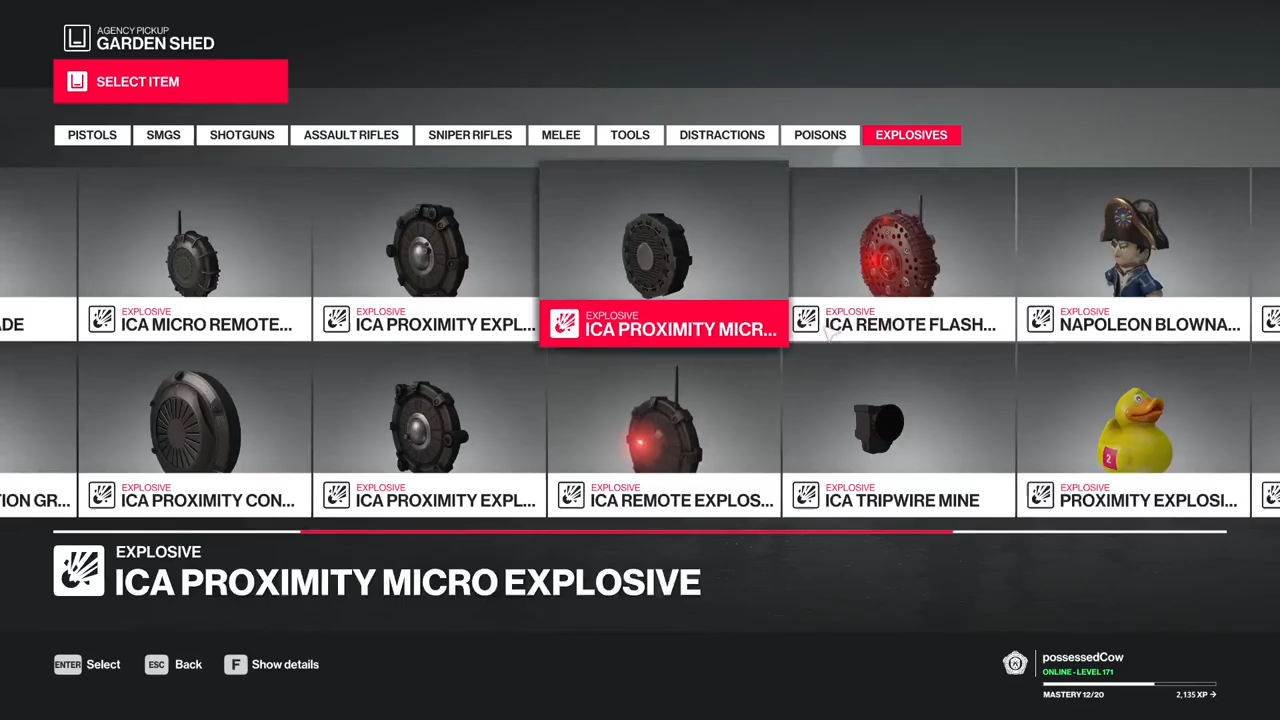 AGENCY PICKUP
GARDEN SHED
SELECT ITEM
PISTOLS
SMGS
SHOTGUNS
ASSAULT RIFLES
SNIPER RIFLES
MELEE
TOOLS
DISTRACTIONS
POISONS
EXPLOSIVES
ADE
EXPLOSIVE
ICA MICRO REMOTE...
EXPLOSIVE
ICA PROXIMITY EXPL...
EXPLOSIVE
ICA PROXIMITY MICR...
EXPLOSIVE
ICA REMOTE FLASH...
EXPLOSIVE
NAPOLEON BLOWNA...
TION GR...
EXPLOSIVE
ICA PROXIMITY CON...
EXPLOSIVE
ICA PROXIMITY EXPL...
EXPLOSIVE
ICA REMOTE EXPLOS...
EXPLOSIVE
ICA TRIPWIRE MINE
2
EXPLOSIVE
PROXIMITY EXPLOSI...
EXPLOSIVE
ICA PROXIMITY MICRO EXPLOSIVE
ENTER Select
ESC Back
F Show details
possessedCow
ONLINE - LEVEL 171
MASTERY 12/20
2,135 XP →